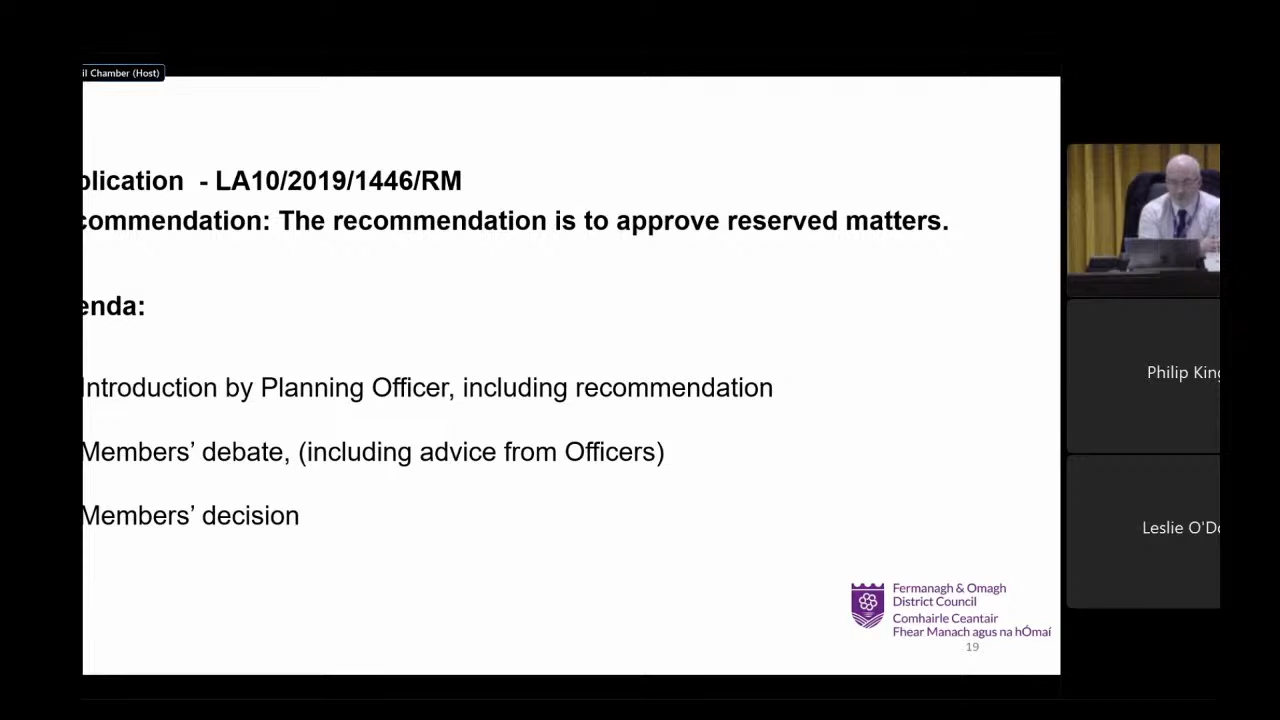 il Chamber (Host)
plication - LA10/2019/1446/RM
commendation: The recommendation is to approve reserved matters.
enda:
Introduction by Planning Officer, including recommendation
Members’ debate, (including advice from Officers)
Members’ decision
Fermanagh & Omagh
District Council
Comhairle Ceantair
Fhear Manach agus na hÓmaí
19
Philip King
Leslie O'Do